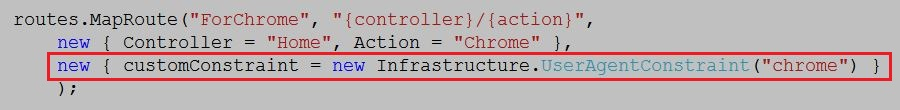 routes.MapRoute("ForChrome", "{controller}/{action}",
new { Controller = "Home", Action = "Chrome" },
new { customConstraint = new Infrastructure.UserAgentConstraint("chrome") }
);